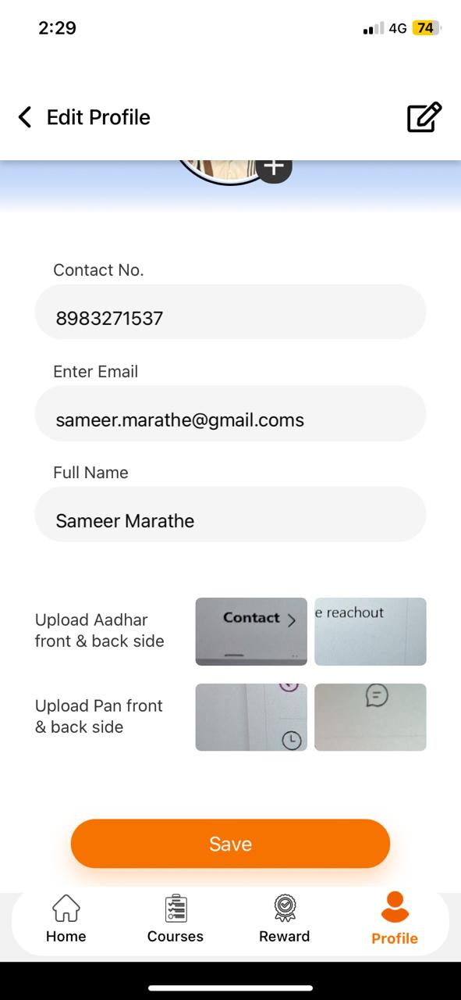 2:29
4G 74
Edit Profile
Contact No.
8983271537
Enter Email
sameer.marathe@gmail.coms
Full Name
Sameer Marathe
Upload Aadhar
front & back side
Contact
e reachout
Upload Pan front
& back side
Save
Home Courses Reward Profile